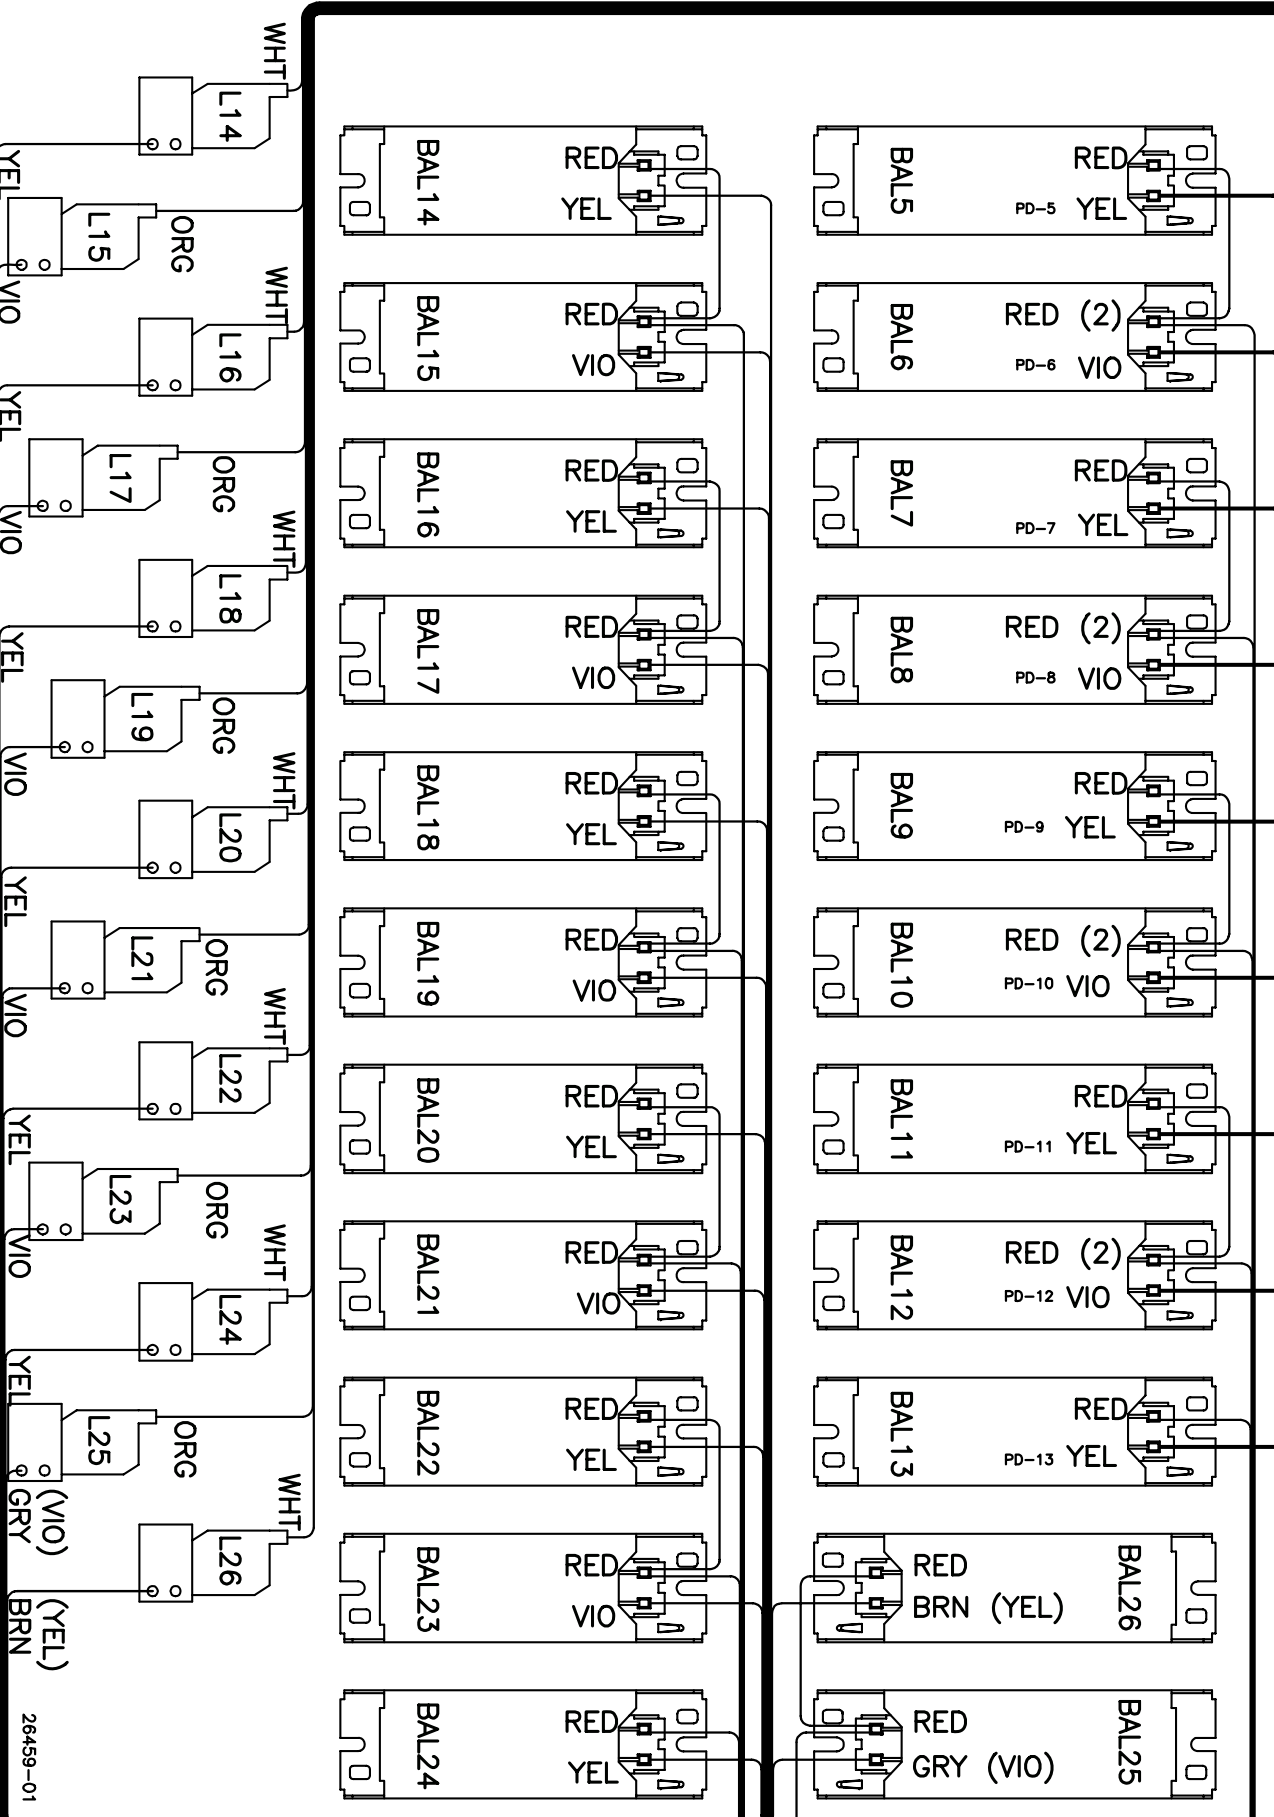 WHT
L14
YEL
L15
ORG
VIO
WHT
L16
YEL
L17
ORG
VIO
WHT
L18
YEL
L19
ORG
VIO
WHT
L20
YEL
L21
ORG
VIO
WHT
L22
YEL
L23
ORG
VIO
WHT
L24
YEL
L25
ORG
(VIO)
GRY
WHT
L26
(YEL)
BRN
26459-01
BAL14
RED
YEL
BAL15
RED
VIO
BAL16
RED
YEL
BAL17
RED
VIO
BAL18
RED
YEL
BAL19
RED
VIO
BAL20
RED
YEL
BAL21
RED
VIO
BAL22
RED
YEL
BAL23
RED
VIO
BAL24
RED
YEL
BAL5
RED
PD-5 YEL
BAL6
RED (2)
PD-6 VIO
BAL7
RED
PD-7 YEL
BAL8
RED (2)
PD-8 VIO
BAL9
RED
PD-9 YEL
BAL10
RED (2)
PD-10 VIO
BAL11
RED
PD-11 YEL
BAL12
RED (2)
PD-12 VIO
BAL13
RED
PD-13 YEL
RED
BRN (YEL)
BAL26
RED
GRY (VIO)
BAL25